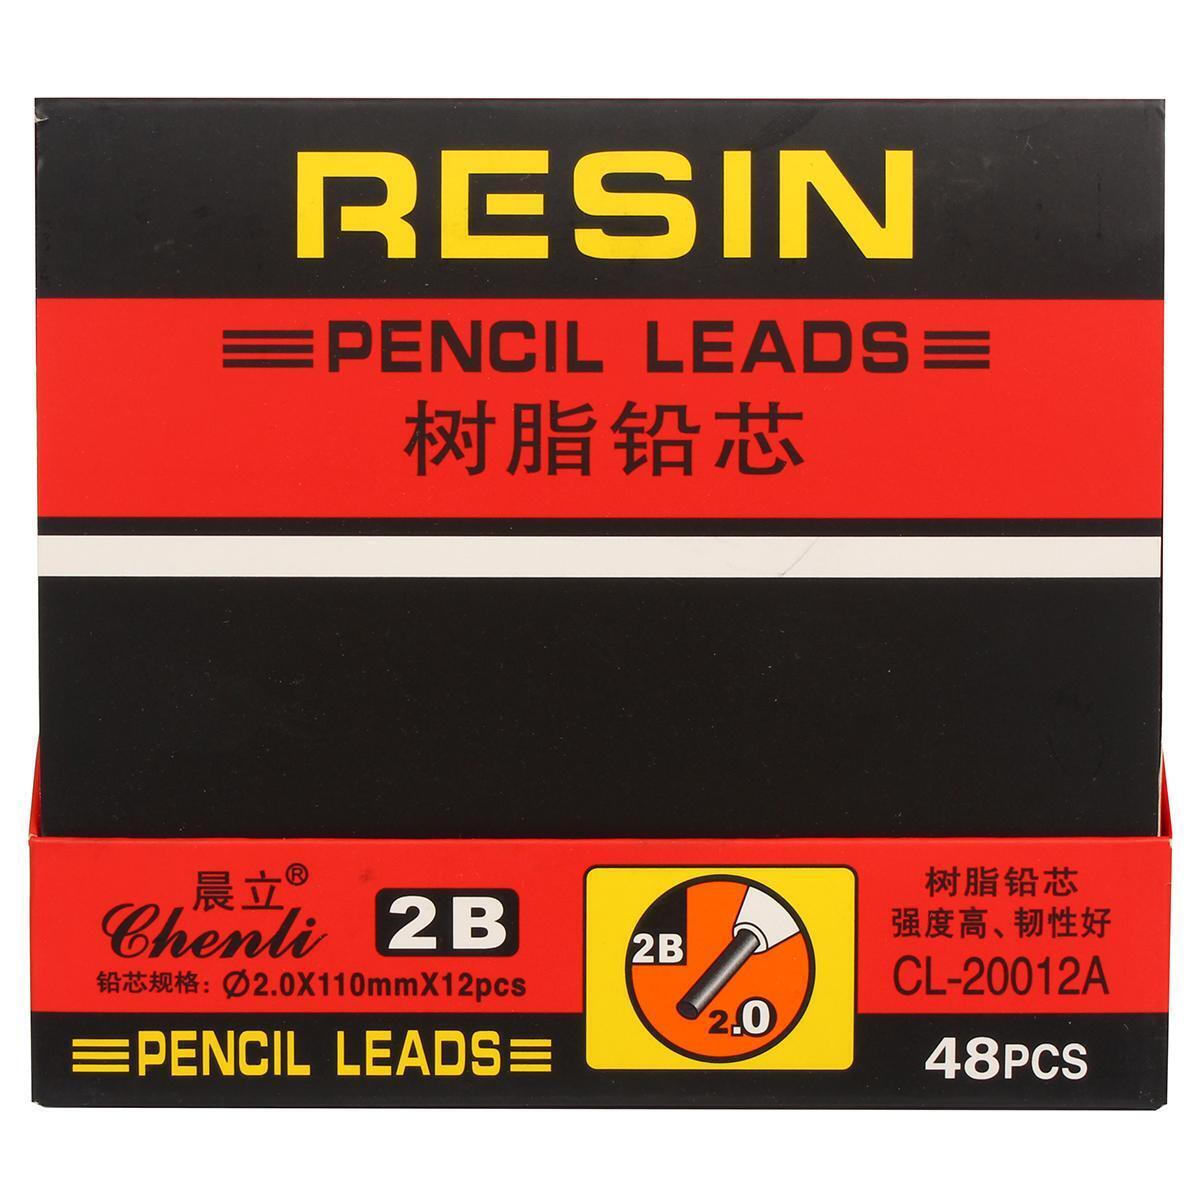 RESIN
PENCIL LEADS
树脂铅芯
晨立®
Chenli
2B
铅芯规格: Ø2.0X110mmX12pcs
PENCIL LEADS
2B
2.0
树脂铅芯
强度高、韧性好
CL-20012A
48PCS